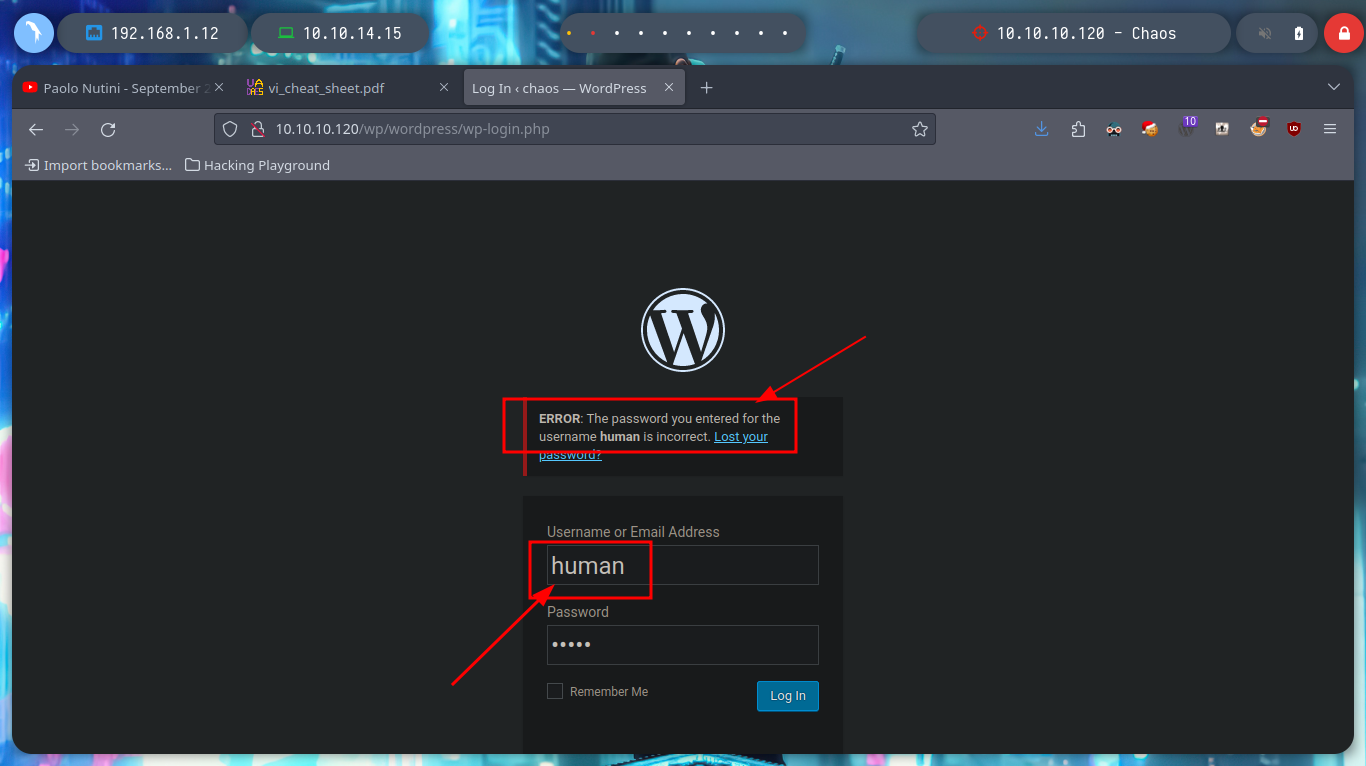 192.168.1.12
10.10.14.15
10.10.10.120 - Chaos
Paolo Nutini - September 2
vi_cheat_sheet.pdf
Log In ‹ chaos — WordPress
10.10.10.120/wp/wordpress/wp-login.php
10
Import bookmarks...
Hacking Playground
ERROR: The password you entered for the
username human is incorrect. Lost your
password?
Username or Email Address
human
Password
Remember Me
Log In